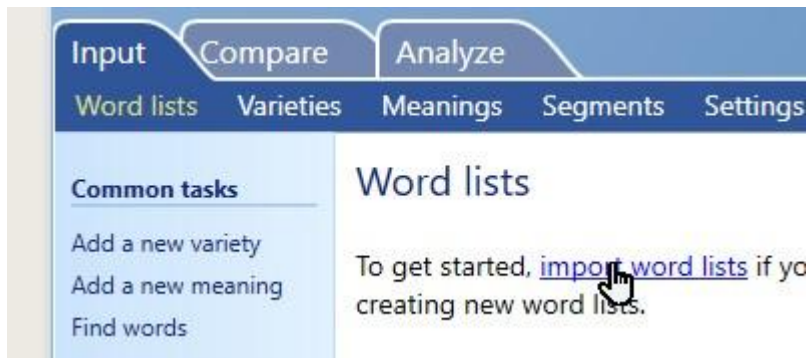 Input Compare Analyze
Word lists Varieties Meanings Segments Settings
Common tasks
Add a new variety
Add a new meaning
Find words
Word lists
To get started, import word lists if yo
creating new word lists.